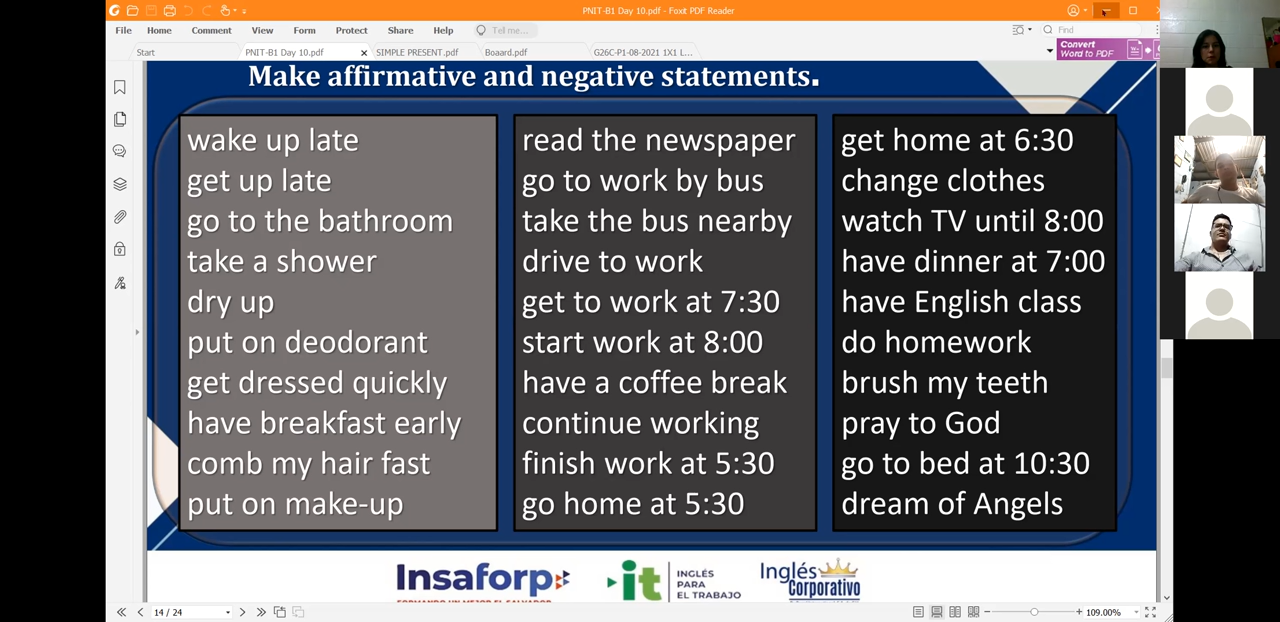 PNIT-B1 Day 10.pdf - Foxit PDF Reader
File Home Comment View Form Protect Share Help Tell me... Find
Start PNIT-B1 Day 10.pdf SIMPLE PRESENT.pdf Boaard.pdf G26C-P1-08-2021 1X1 L...
Convert
Word to PDF
Make affirmative and negative statements.
wake up late
get up late
go to the bathroom
take a shower
dry up
put on deodorant
get dressed quickly
have breakfast early
comb my hair fast
put on make-up
read the newspaper
go to work by bus
take the bus nearby
drive to work
get to work at 7:30
start work at 8:00
have a coffee break
continue working
finish work at 5:30
go home at 5:30
get home at 6:30
change clothes
watch TV until 8:00
have dinner at 7:00
have English class
do homework
brush my teeth
pray to God
go to bed at 10:30
dream of Angels
Insaforp
FORMANDO UN MEJOR EL SALVADOR
it
INGLÉS
PARA
EL TRABAJO
Inglés
Corporativo
14 / 24
109.00%